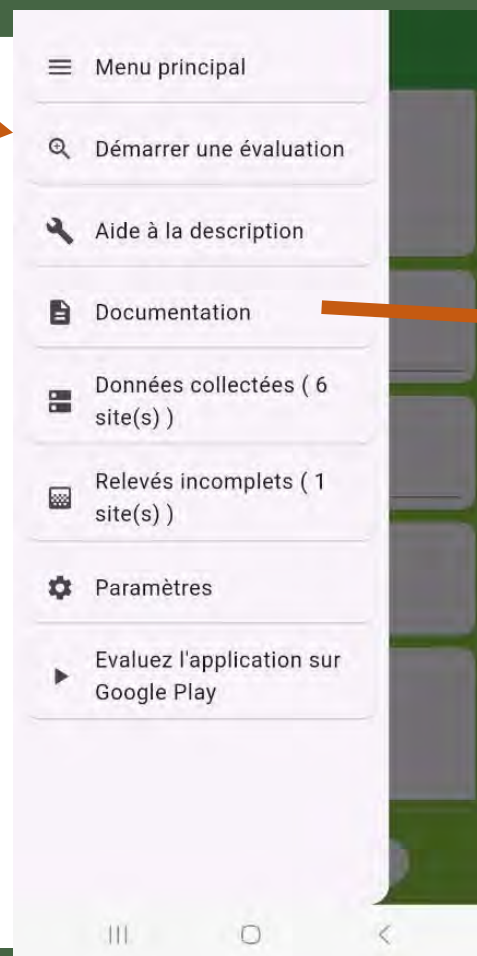 Menu principal
Démarrer une évaluation
Aide à la description
Documentation
Données collectées ( 6
site(s) )
Relevés incomplets ( 1
site(s) )
Paramètres
Evaluez l'application sur
Google Play